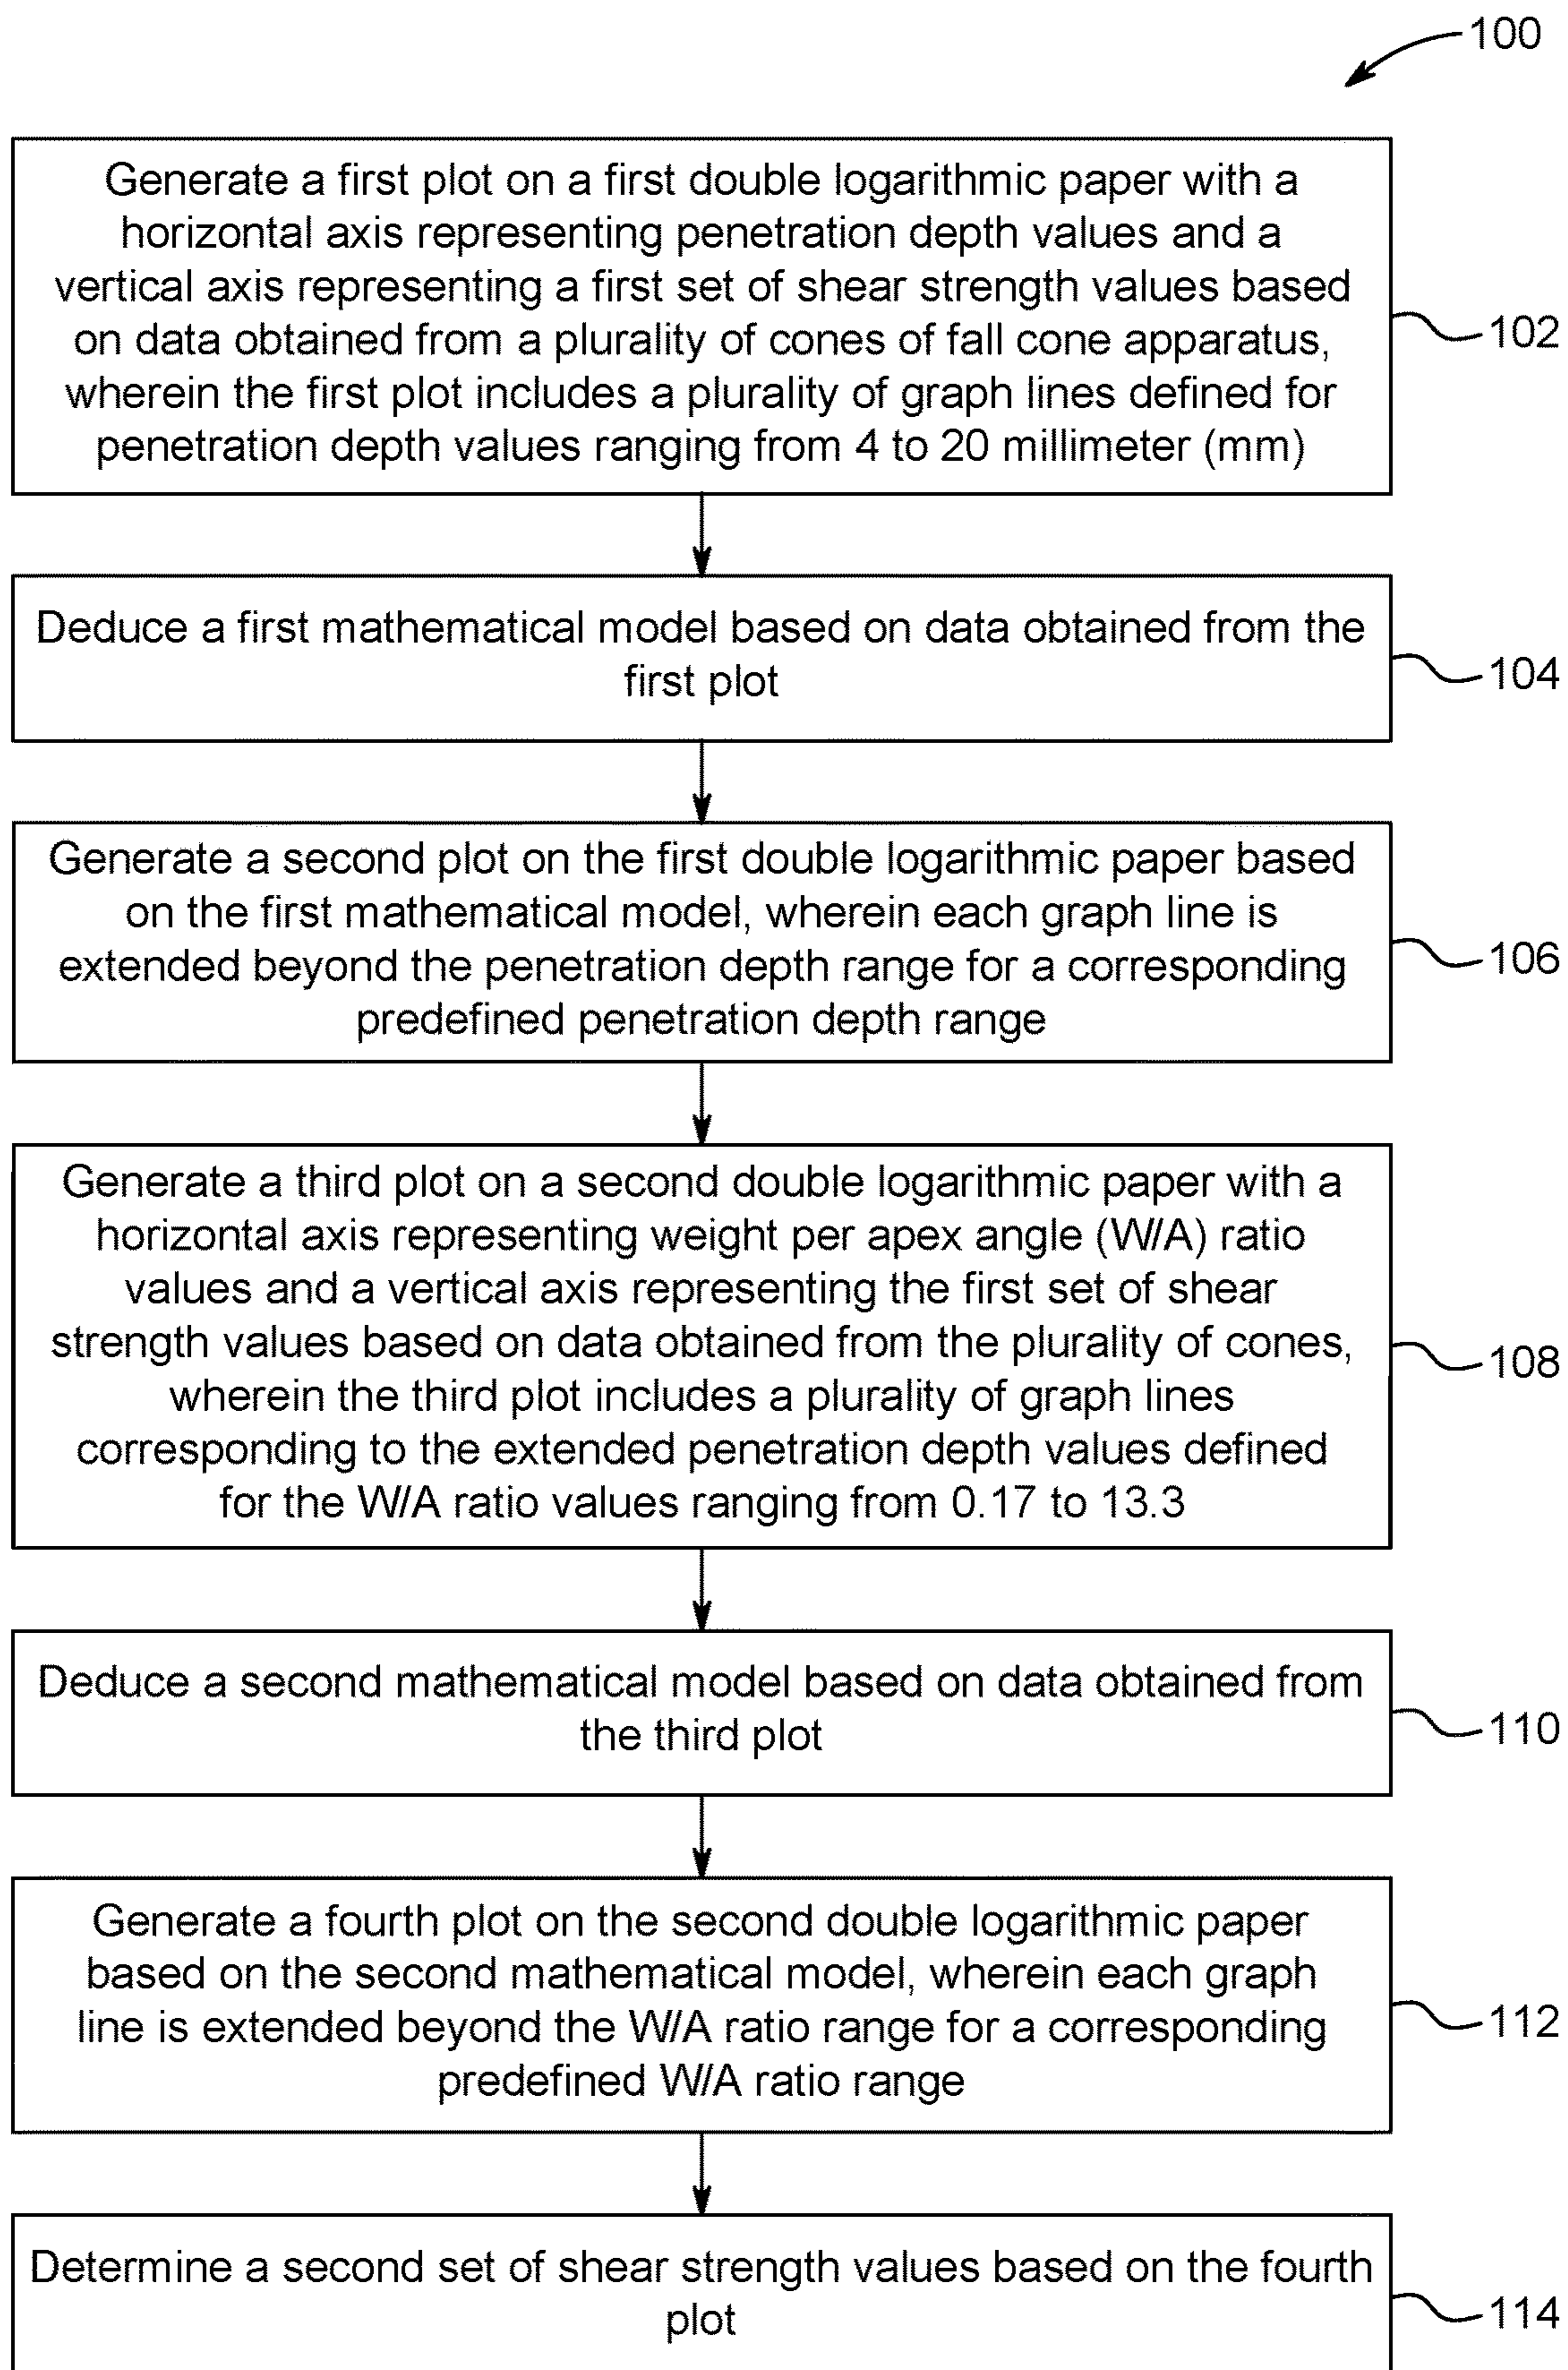 100
Generate a first plot on a first double logarithmic paper with a
horizontal axis representing penetration depth values and a
vertical axis representing a first set of shear strength values based
on data obtained from a plurality of cones of fall cone apparatus,
wherein the first plot includes a plurality of graph lines defined for
penetration depth values ranging from 4 to 20 millimeter (mm)
102
Deduce a first mathematical model based on data obtained from the
first plot
104
Generate a second plot on the first double logarithmic paper based
on the first mathematical model, wherein each graph line is
extended beyond the penetration depth range for a corresponding
predefined penetration depth range
106
Generate a third plot on a second double logarithmic paper with a
horizontal axis representing weight per apex angle (W/A) ratio
values and a vertical axis representing the first set of shear
strength values based on data obtained from the plurality of cones,
wherein the third plot includes a plurality of graph lines
corresponding to the extended penetration depth values defined
for the W/A ratio values ranging from 0.17 to 13.3
108
Deduce a second mathematical model based on data obtained from
the third plot
110
Generate a fourth plot on the second double logarithmic paper
based on the second mathematical model, wherein each graph
line is extended beyond the W/A ratio range for a corresponding
predefined W/A ratio range
112
Determine a second set of shear strength values based on the fourth
plot
114